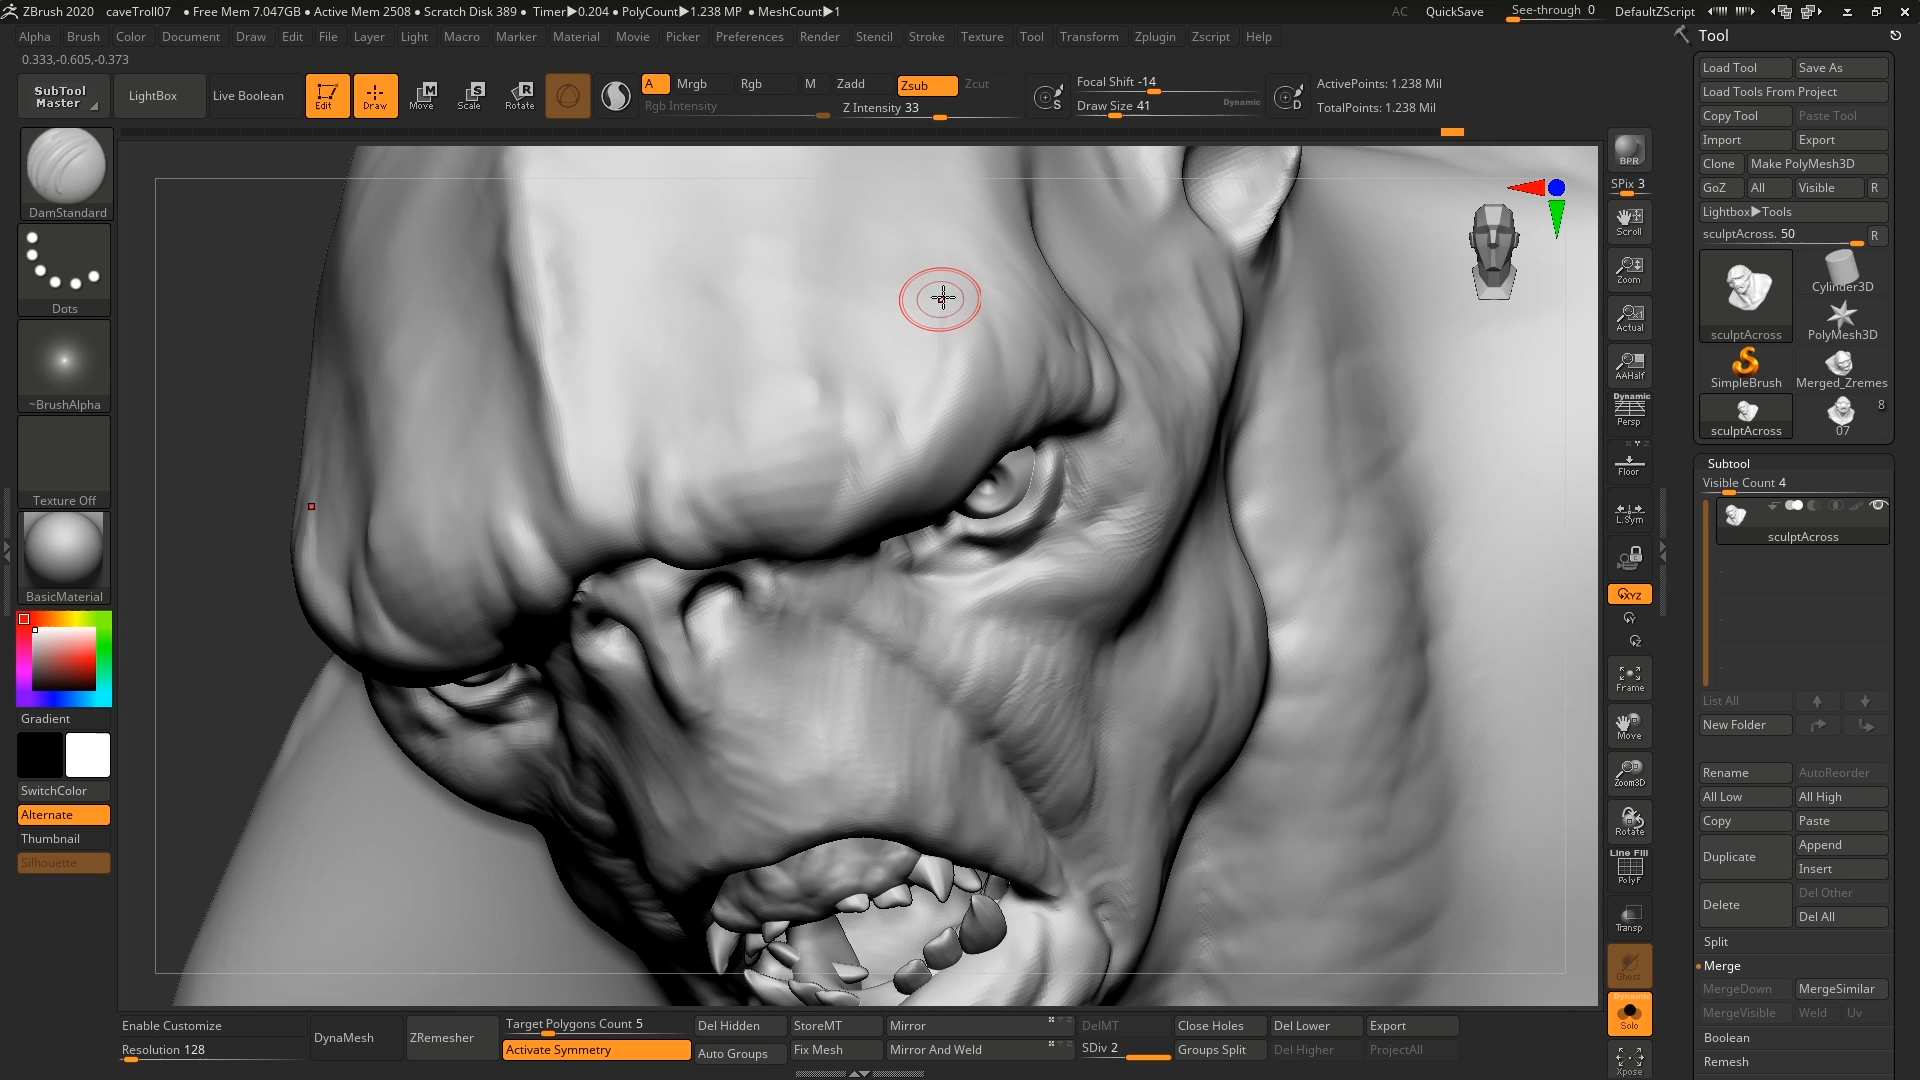 ZBrush 2020 caveTroll07 ● Free Mem 7.047GB ● Active Mem 2508 ● Scratch Disk 389 ● Timer▶0.204 ● PolyCount▶1.238 MP ● MeshCount▶1
AC QuickSave See-through 0 DefaultZScript
Alpha Brush Color Document Draw Edit File Layer Light Macro Marker Material Movie Picker Preferences Render Stencil Stroke Texture Tool Transform Zplugin Zscript Help
0.333,-0.605,-0.373
SubTool Master
LightBox
Live Boolean
Edit
Draw
Move
Scale
Rotate
A Mrgb Rgb M Zadd Zsub Zcut
Rgb Intensity
Z Intensity 33
S
Focal Shift -14
Draw Size 41
Dynamic
D
ActivePoints: 1.238 Mil
TotalPoints: 1.238 Mil
DamStandard
Dots
~BrushAlpha
Texture Off
BasicMaterial
Gradient
SwitchColor
Alternate
Thumbnail
Silhouette
BPR
SPix 3
Scroll
Zoom
Actual
AAHalf
Dynamic
Persp
Floor
L.Sym
XYZ
Y
Z
Frame
Move
Zoom3D
Rotate
Line Fill
PolyF
Transp
Ghost
Dynamic
Solo
Xpose
Tool
Load Tool Save As
Load Tools From Project
Copy Tool Paste Tool
Import Export
Clone Make PolyMesh3D
GoZ All Visible R
Lightbox▶Tools
sculptAcross. 50 R
sculptAcross
Cylinder3D
PolyMesh3D
SimpleBrush
Merged_Zremes
sculptAcross
8
07
Subtool
Visible Count 4
sculptAcross
List All
New Folder
Rename AutoReorder
All Low All High
Copy Paste
Duplicate Append
Insert
Delete Del Other
Del All
Split
Merge
MergeDown MergeSimilar
MergeVisible Weld Uv
Boolean
Remesh
Enable Customize
Resolution 128
DynaMesh
ZRemesher
Target Polygons Count 5
Activate Symmetry
Del Hidden StoreMT Mirror DelMT Close Holes Del Lower Export
Auto Groups Fix Mesh Mirror And Weld SDiv 2 Groups Split Del Higher ProjectAll